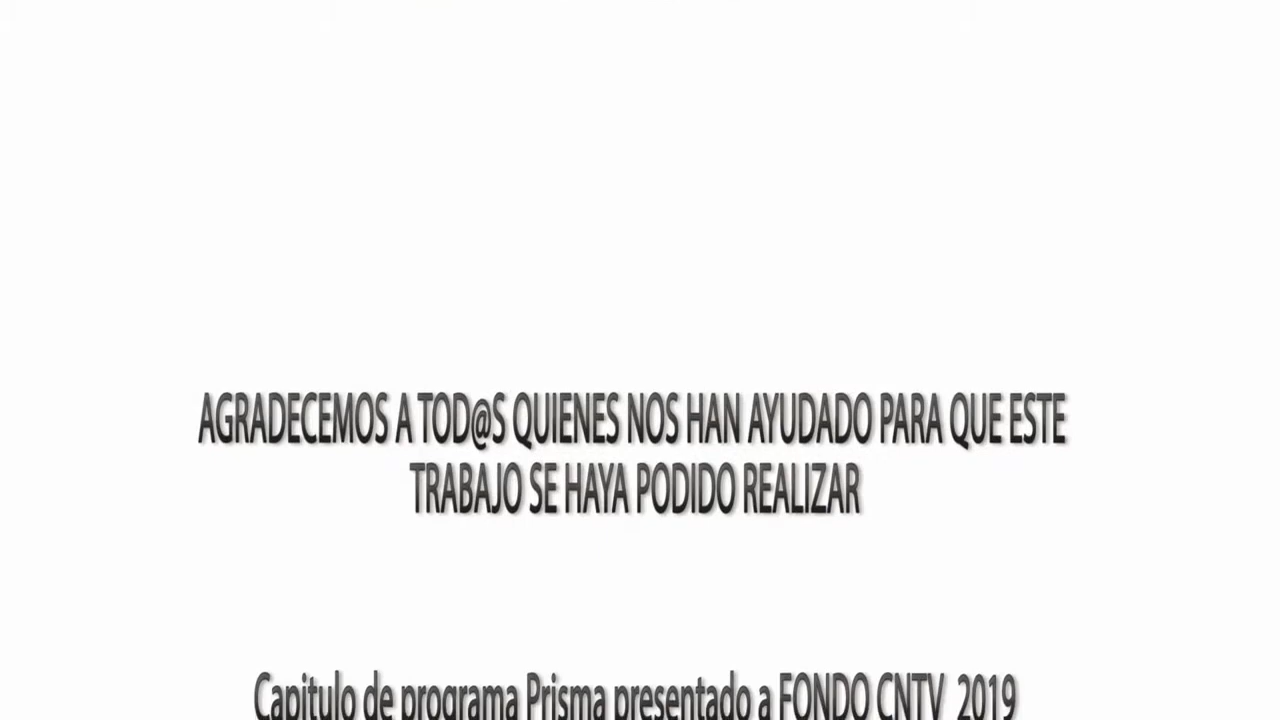 AGRADECEMOS A TOD@S QUIENES NOS HAN AYUDADO PARA QUE ESTE
TRABAJO SE HAYA PODIDO REALIZAR
Capitulo de programa Prisma presentado a FONDO CNTV 2019